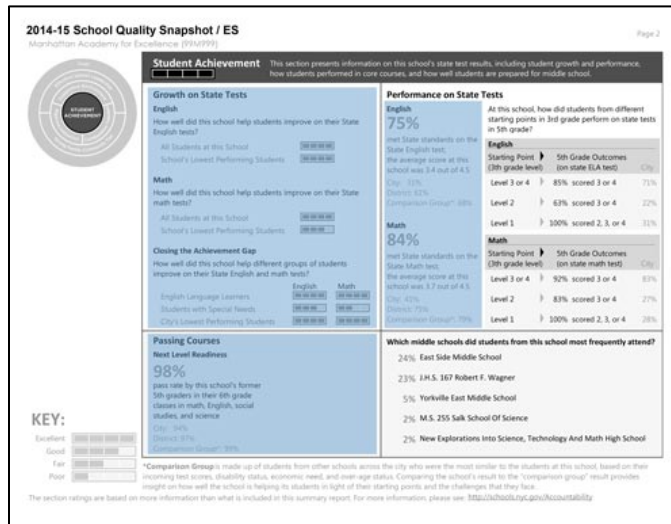 2014-15 School Quality Snapshot / ES
Page 2
Manhattan Academy for Excellence (99M999)
STUDENT
ACHIEVEMENT
Student Achievement
This section presents information on this school's state test results, including student growth and performance,
how students performed in core courses, and how well students are prepared for middle school.
Growth on State Tests
English
How well did this school help students improve on their State
English tests?
All Students at this School
School's Lowest Performing Students
Math
How well did this school help students improve on their State
math tests?
All Students at this School
School's Lowest Performing Students
Closing the Achievement Gap
How well did this school help different groups of students
improve on their State English and math tests?
English Math
English Language Learners
Students with Special Needs
City's Lowest Performing Students
Performance on State Tests
English
75%
met State standards on the
State English test;
the average score at this
school was 3.4 out of 4.5
District: 62%
Math
84%
met State standards on the
State Math test;
the average score at this
school was 3.7 out of 4.5
District: 75%
At this school, how did students from different
starting points in 3rd grade perform on state tests
in 5th grade?
English
Starting Point 5th Grade Outcomes
(3th grade level) (on state ELA test) City
Level 3 or 4 85% scored 3 or 4 71%
Level 2 63% scored 3 or 4 22%
Level 1 100% scored 2, 3, or 4 31%
Math
Starting Point 5th Grade Outcomes
(3th grade level) (on state math test) City
Level 3 or 4 92% scored 3 or 4 83%
Level 2 83% scored 3 or 4 27%
Level 1 100% scored 2, 3, or 4 28%
Passing Courses
Next Level Readiness
98%
pass rate by this school's former
5th graders in their 6th grade
classes in math, English, social
studies, and science
City: 94%
District: 97%
Comparison Group*: 99%
Which middle schools did students from this school most frequently attend?
24% East Side Middle School
23% J.H.S. 167 Robert F. Wagner
5% Yorkville East Middle School
2% M.S. 255 Salk School Of Science
2% New Explorations Into Science, Technology And Math High School
KEY:
Excellent
Good
Fair
Poor
*Comparison Group is made up of students from other schools across the city who were the most similar to the students at this school, based on their
incoming test scores, disability status, economic need, and over-age status. Comparing the school's result to the "comparison group" result provides
insight on how well the school is helping its students in light of their starting points and the challenges that they face.
The section ratings are based on more information than what is included in this summary report. For more information, please see: http://schools.nyc.gov/Accountability